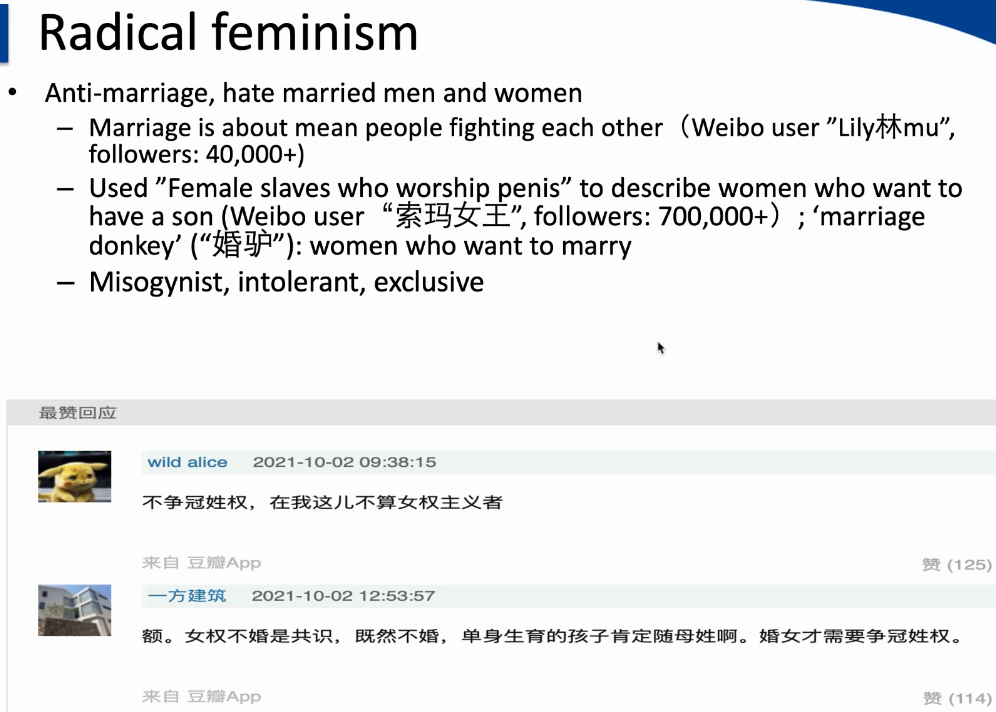 Radical feminism
• Anti-marriage, hate married men and women
– Marriage is about mean people fighting each other（Weibo user ”Lily林mu”,
followers: 40,000+)
– Used ”Female slaves who worship penis” to describe women who want to
have a son (Weibo user “索玛女王”, followers: 700,000+）; ‘marriage
donkey’ (“婚驴”): women who want to marry
– Misogynist, intolerant, exclusive
最赞回应
wild alice 2021-10-02 09:38:15
不争冠姓权，在我这儿不算女权主义者
来自 豆瓣App 赞 (125)
一方建筑 2021-10-02 12:53:57
额。女权不婚是共识，既然不婚，单身生育的孩子肯定随母姓啊。婚女才需要争冠姓权。
来自 豆瓣App 赞 (114)